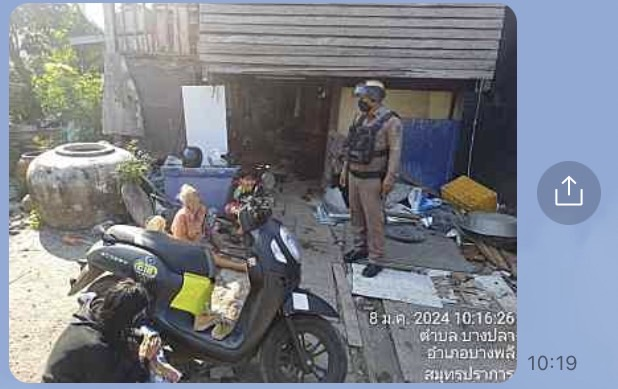 8 ม.ค. 2024 10:16:26
ตำบล บางปลา
อำเภอบางพลี
สมุทรปราการ
10:19